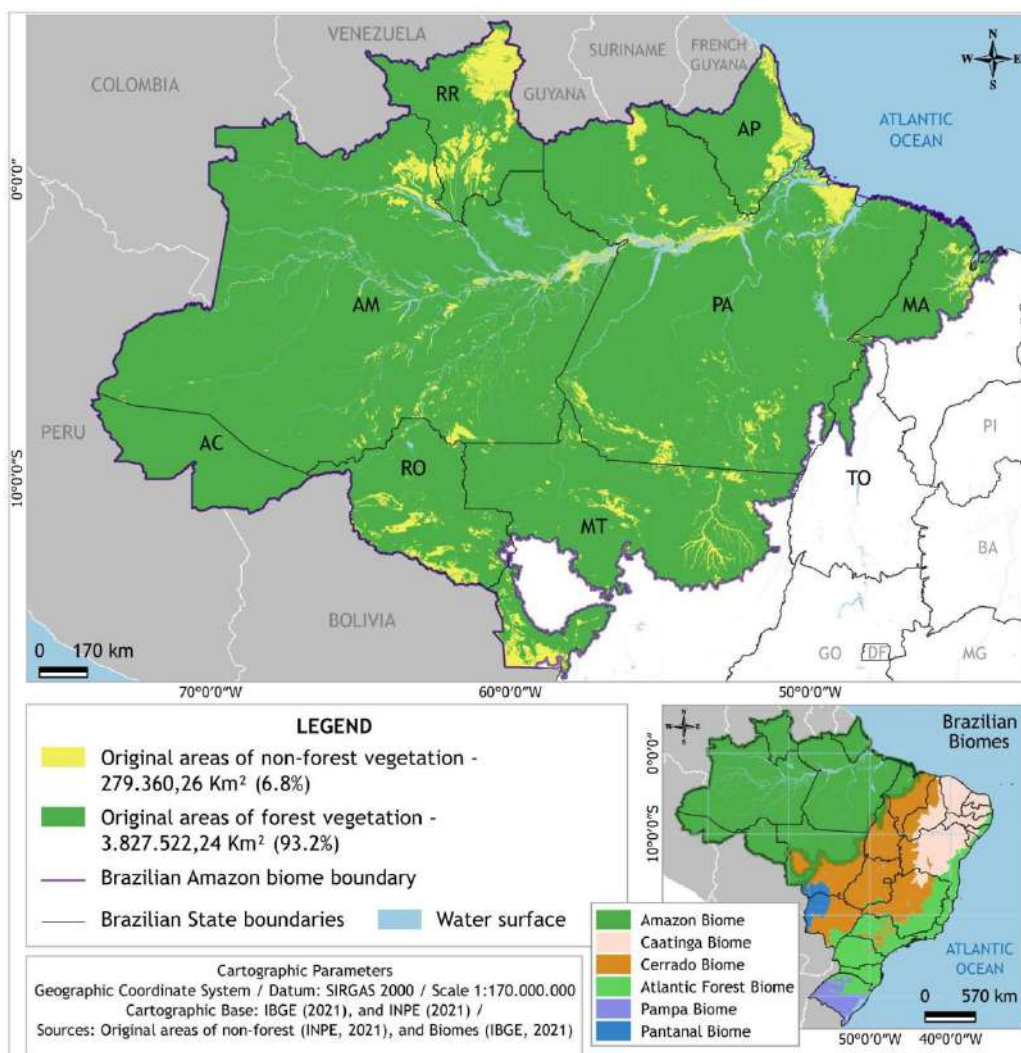 VENEZUELA
SURINAME
FRENCH
GUYANA
COLOMBIA
GUYANA
N
W E
S
RR
AP
ATLANTIC
OCEAN
0°0'0"
AM
PA
MA
PERU
AC
RO
TO
PI
10°0'0"S
MT
BA
BOLIVIA
0 170 km
GO
DF
MG
70°0'0"W
60°0'0"W
50°0'0"W
LEGEND
Original areas of non-forest vegetation -
279.360,26 Km² (6.8%)
Original areas of forest vegetation -
3.827.522,24 Km² (93.2%)
Brazilian Amazon biome boundary
Brazilian State boundaries
Water surface
Cartographic Parameters
Geographic Coordinate System / Datum: SIRGAS 2000 / Scale 1:170.000.000
Cartographic Base: IBGE (2021), and INPE (2021) /
Sources: Original areas of non-forest (INPE, 2021), and Biomes (IBGE, 2021)
N
W E
S
Brazilian
Biomes
0°0'0"
10°0'0"S
Amazon Biome
Caatinga Biome
Cerrado Biome
Atlantic Forest Biome
Pampa Biome
Pantanal Biome
ATLANTIC
OCEAN
0 570 km
50°0'0"W
40°0'0"W